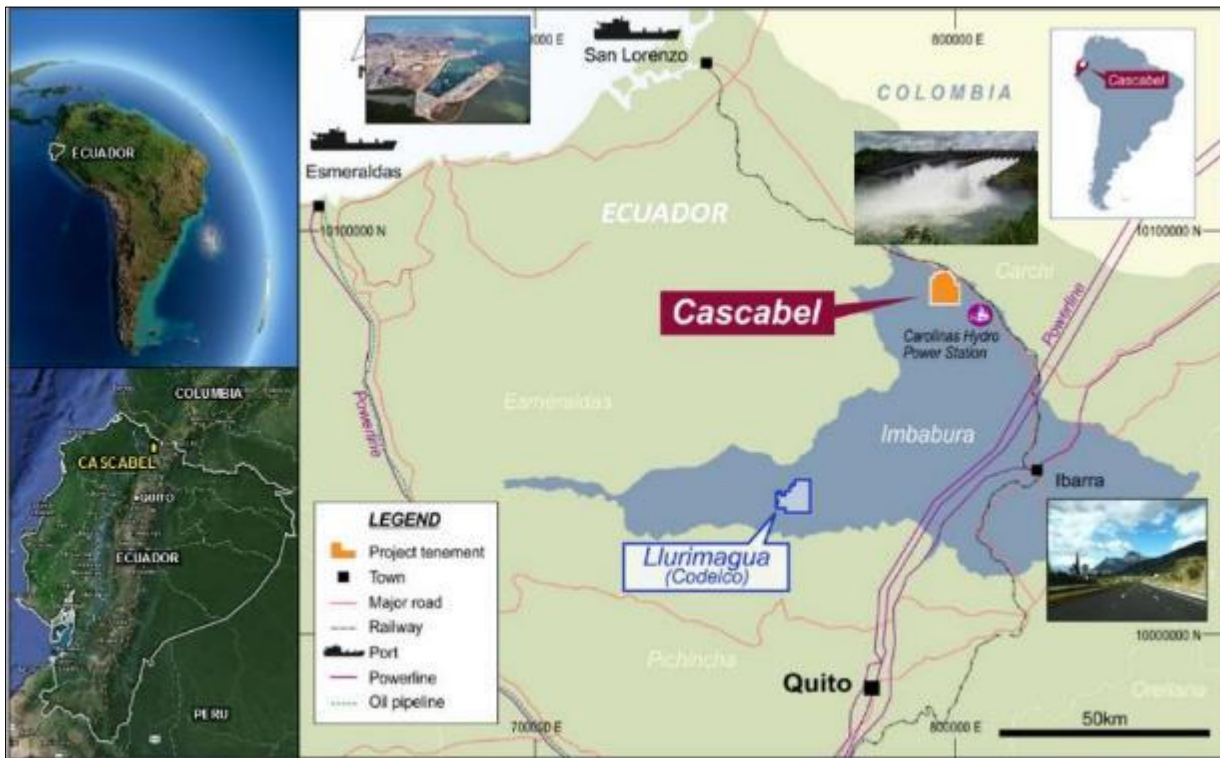 ECUADOR
COLUMBIA
CASCABEL
QUITO
ECUADOR
PERU
San Lorenzo
000 E
800000 E
COLOMBIA
Cascabel
Esmeraldas
ECUADOR
10100000 N
10100000 N
Carchi
Cascabel
Carolinas Hydro
Power Station
Powerline
Powerline
Esmeraldas
Imbabura
Ibarra
Llurimagua
(Codelco)
LEGEND
Project tenement
Town
Major road
Railway
Port
Powerline
Oil pipeline
Pichincha
10000000 N
Quito
Orellana
700000 E
800000 E
50km